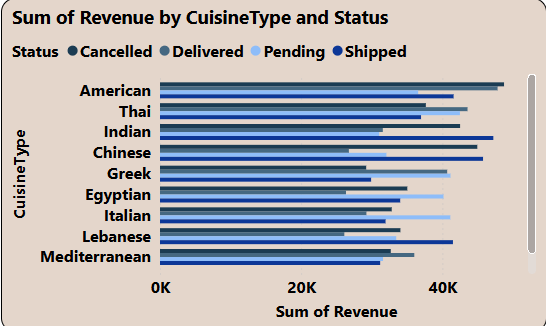 Sum of Revenue by CuisineType and Status
Status Cancelled Delivered Pending Shipped
CuisineType
American
Thai
Indian
Chinese
Greek
Egyptian
Italian
Lebanese
Mediterranean
0K 20K 40K
Sum of Revenue